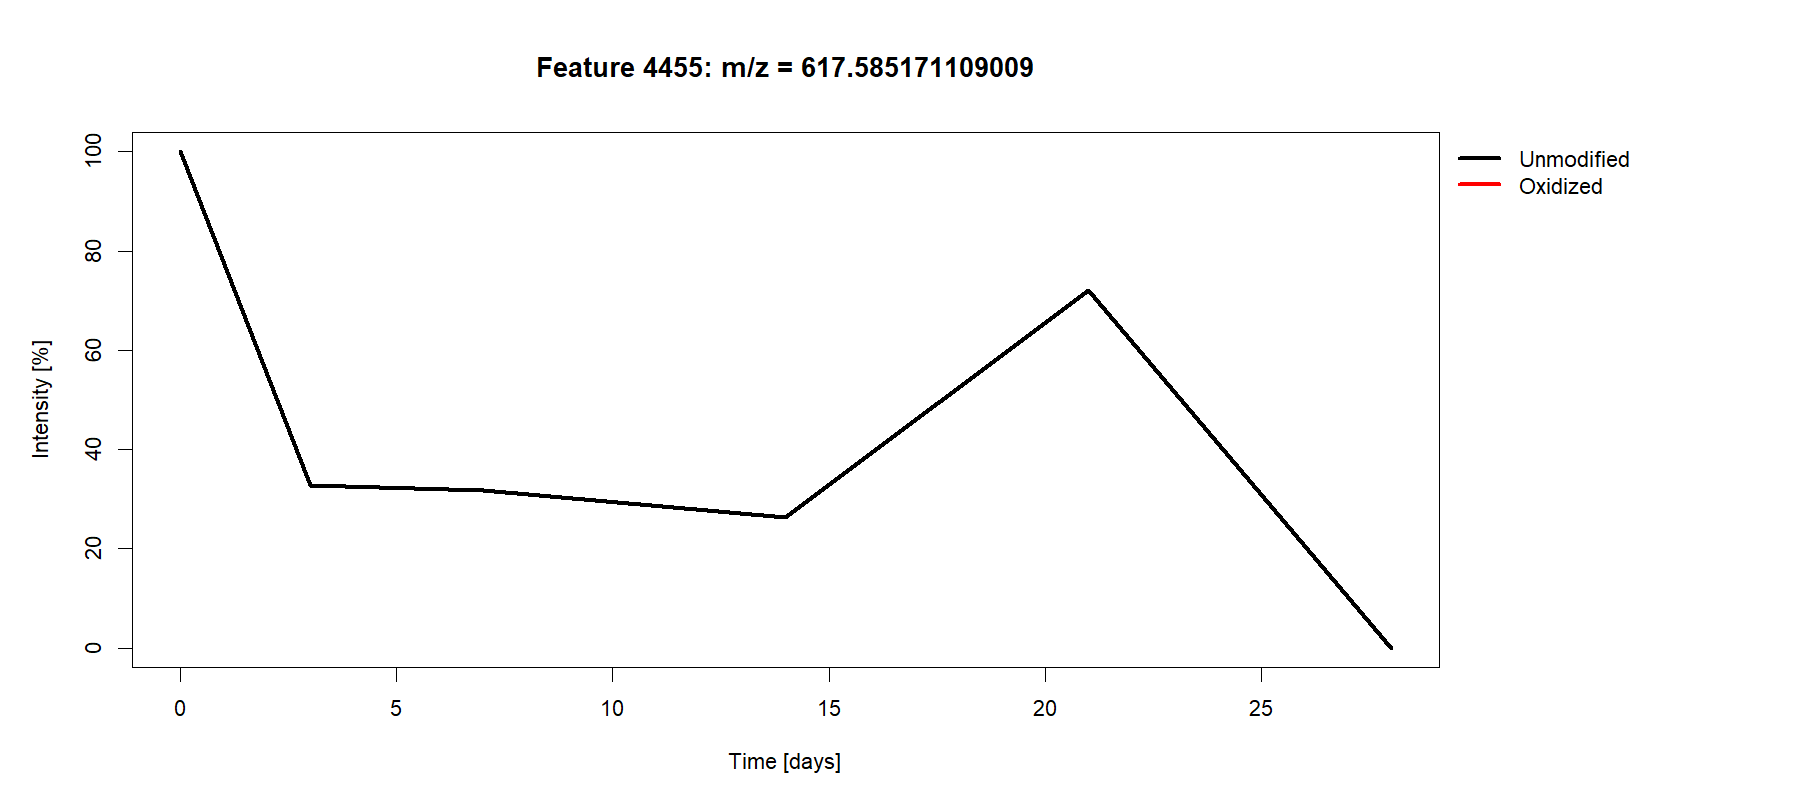 Feature 4455: m/z = 617.585171109009
Unmodified
Oxidized
Intensity [%]
100
80
60
40
20
0
0 5 10 15 20 25
Time [days]